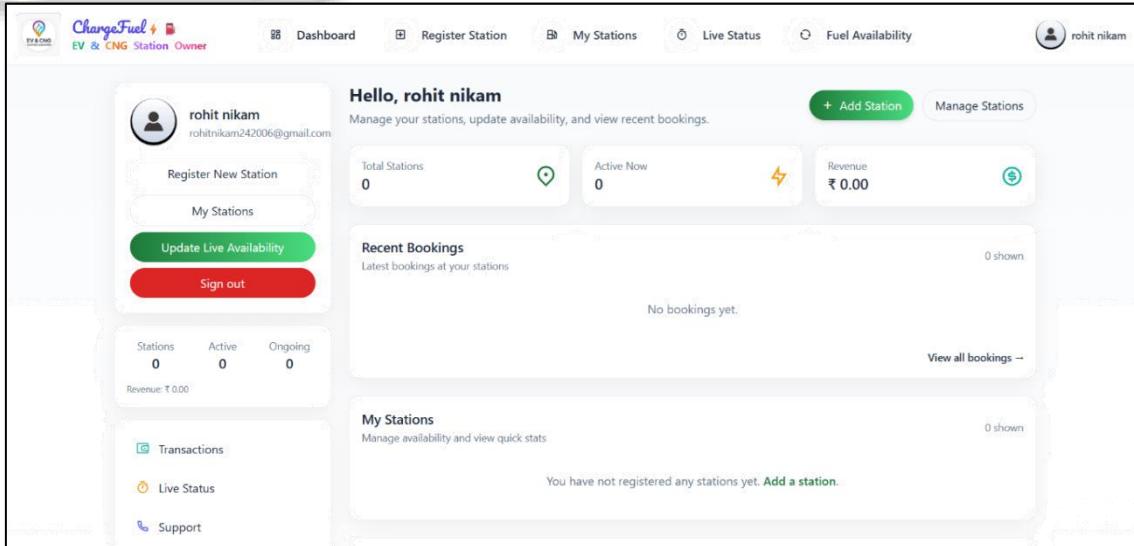 EV & CNG
ChargeFuel
EV & CNG Station Owner
Dashboard
Register Station
My Stations
Live Status
Fuel Availability
rohit nikam
rohit nikam
rohitnikam242006@gmail.com
Register New Station
My Stations
Update Live Availability
Sign out
Stations Active Ongoing
0 0 0
Revenue: ₹ 0.00
Transactions
Live Status
Support
Hello, rohit nikam
Manage your stations, update availability, and view recent bookings.
+ Add Station
Manage Stations
Total Stations
0
Active Now
0
Revenue
₹ 0.00
Recent Bookings
0 shown
Latest bookings at your stations
No bookings yet.
View all bookings →
My Stations
0 shown
Manage availability and view quick stats
You have not registered any stations yet. Add a station.